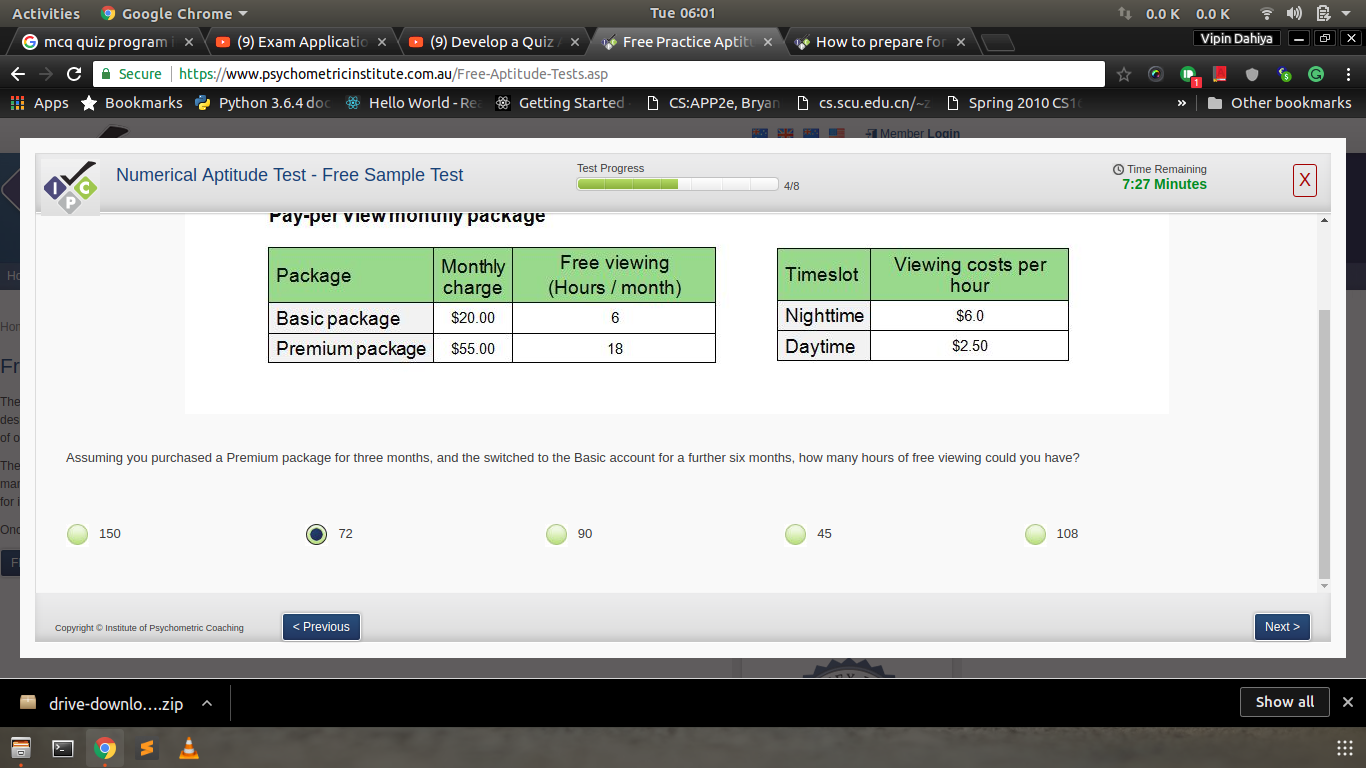 Activities Google Chrome Tue 06:01 0.0 K 0.0 K
mcq quiz program (9) Exam Applicatio (9) Develop a Quiz Free Practice Aptit How to prepare for Vipin Dahiya
Secure https://www.psychometricinstitute.com.au/Free-Aptitude-Tests.asp 1
Apps Bookmarks Python 3.6.4 doc Hello World - Re Getting Started CS:APP2e, Bryan cs.scu.edu.cn/~z Spring 2010 CS1 » Other bookmarks
Member Login
I C P
Numerical Aptitude Test - Free Sample Test
Test Progress
4/8
Time Remaining
7:27 Minutes
X
Pay-per View monthly package
Package Monthly charge Free viewing (Hours / month)
Basic package $20.00 6
Premium package $55.00 18
Timeslot Viewing costs per hour
Nighttime $6.0
Daytime $2.50
Assuming you purchased a Premium package for three months, and the switched to the Basic account for a further six months, how many hours of free viewing could you have?
150 72 90 45 108
Copyright © Institute of Psychometric Coaching
< Previous
Next >
drive-downlo....zip
Show all